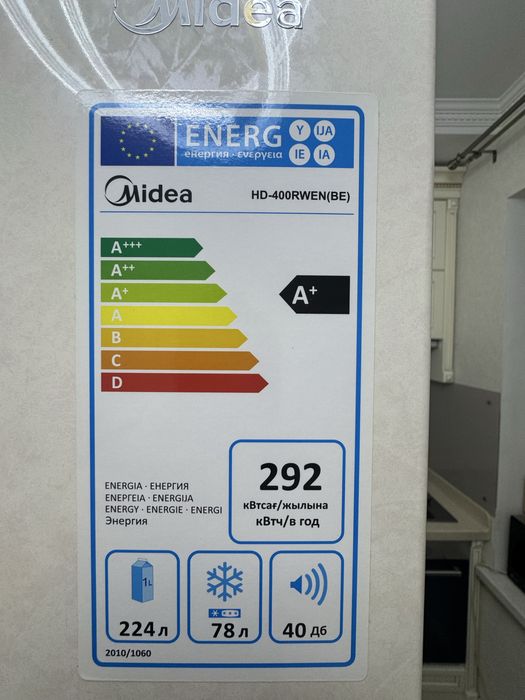 Midea
ENERG Y IJA
енергия · ενεργεια IE IA
Midea HD-400RWEN(BE)
A+++
A++
A+ A+
A
B
C
D
292
кВтсағ/жылына
кВтч/в год
ENERGIA · ЕНЕРГИЯ
ΕΝΕΡΓΕΙΑ · ENERGIJA
ENERGY · ENERGIE · ENERGI
Энергия
1L
224 л 78 л 40 дб
2010/1060